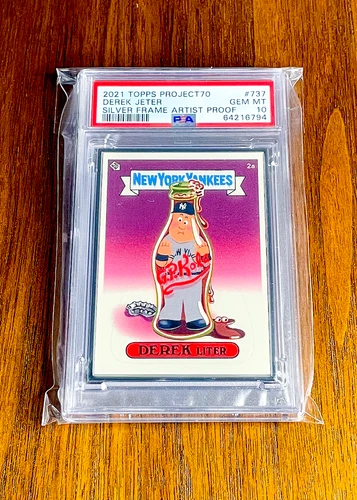 2021 TOPPS PROJECT70 #737
DEREK JETER GEM MT
SILVER FRAME ARTIST PROOF 10
PSA 64216794
2a
NEW YORK YANKEES
NY
DEREK LITER